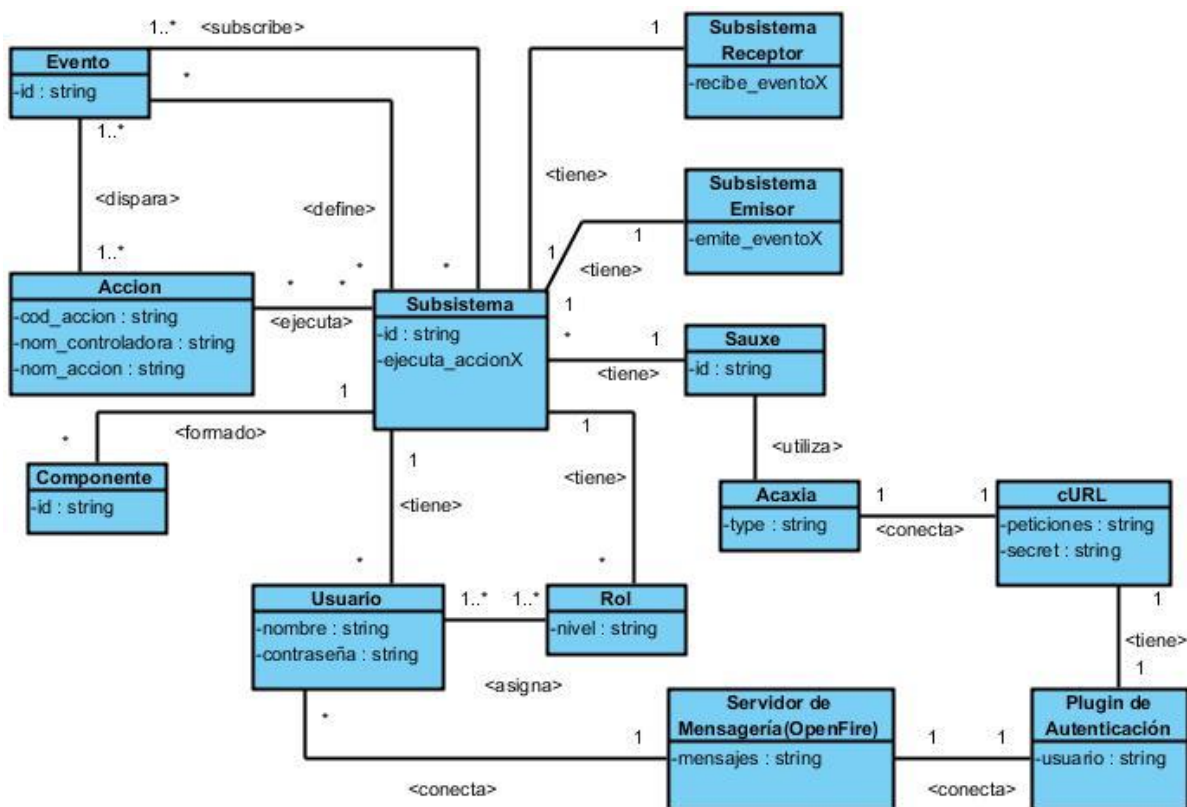 1..* <subscribe>
Evento
-id : string
*
1..*
<dispara>
1..*
<define>
Accion
-cod_accion : string
-nom_controladora : string
-nom_accion : string
*
*
<ejecuta>
*
*
Subsistema
-id : string
-ejecuta_accionX
1
Subsistema
Receptor
-recibe_eventoX
<tiene>
1
Subsistema
Emisor
-emite_eventoX
1
1
<tiene>
*
1
<tiene>
Sauxe
-id : string
<utiliza>
Acaxia
-type : string
1
1
<conecta>
cURL
-peticiones : string
-secret : string
1
<tiene>
1
1
<formado>
*
Componente
-id : string
1
<tiene>
*
1
<tiene>
*
Usuario
-nombre : string
-contraseña : string
1..*
1..*
<asigna>
Rol
-nivel : string
*
1
<conecta>
Servidor de
Mensagería(OpenFire)
-mensajes : string
1
1
<conecta>
Plugin de
Autenticación
-usuario : string